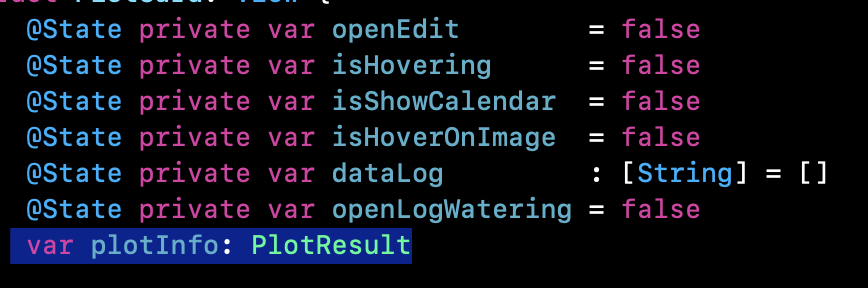 @State private var openEdit        = false
@State private var isHovering      = false
@State private var isShowCalendar  = false
@State private var isHoverOnImage  = false
@State private var dataLog         : [String] = []
@State private var openLogWatering = false
var plotInfo: PlotResult